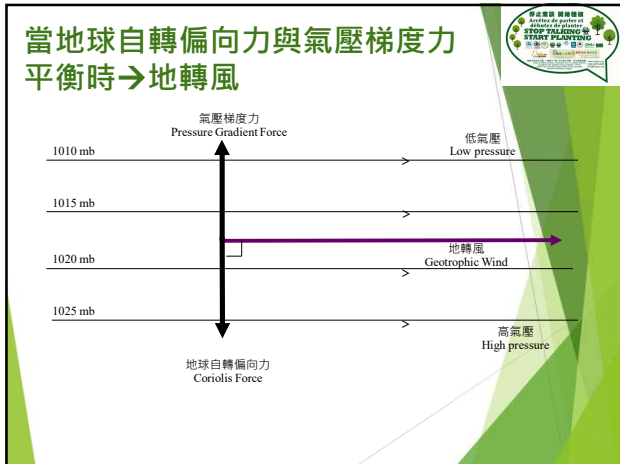 當地球自轉偏向力與氣壓梯度力
平衡時→地轉風
停止空談 開始種樹
Arrêtez de parler et
débutez de planter
STOP TALKING
START PLANTING
氣壓梯度力
Pressure Gradient Force
低氣壓
Low pressure
1010 mb
1015 mb
地轉風
Geotrophic Wind
1020 mb
1025 mb
高氣壓
High pressure
地球自轉偏向力
Coriolis Force